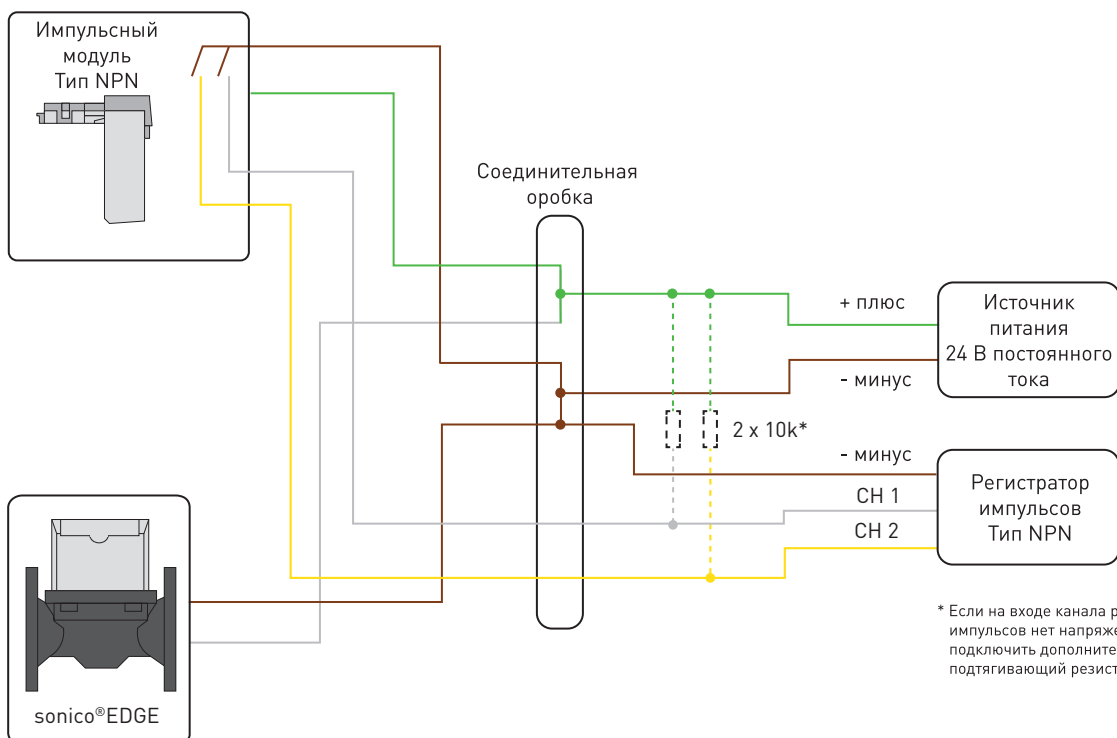 Импульсный
модуль
Тип NPN
Соединительная
оробка
+ плюс
- минус
Источник
питания
24 В постоянного
тока
2 x 10k*
- минус
CH 1
CH 2
Регистратор
импульсов
Тип NPN
* Если на входе канала р
импульсов нет напряже
подключить дополните
подтягивающий резист
sonico®EDGE